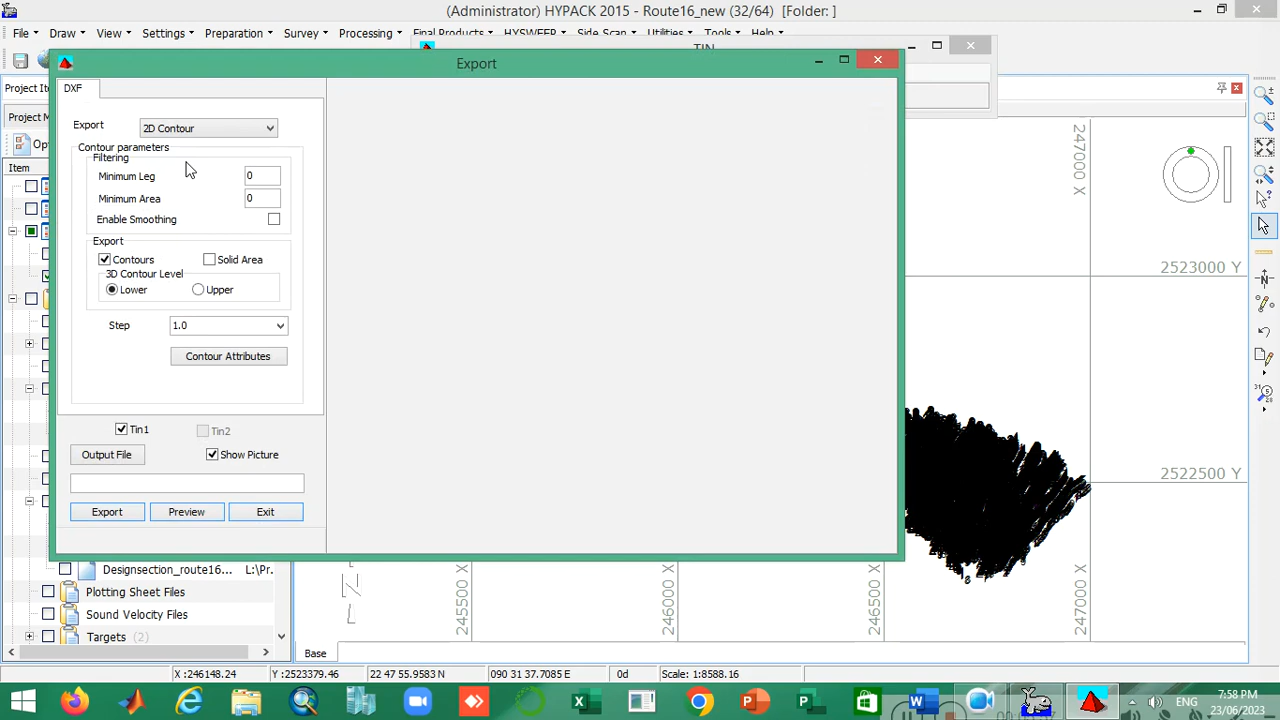 (Administrator) HYPACK 2015 - Route16_new (32/64) [Folder: ]
File Draw View Settings Preparation Survey Processing Final Products HYSWEEP Side Scan Utilities Tools Help
TIN
Export
Project Ite
DXF
Project M
Export 2D Contour
Op
Contour parameters
Filtering
Item
Minimum Leg 0
Minimum Area 0
Enable Smoothing
Export
Contours Solid Area
3D Contour Level
Lower Upper
Step 1.0
Contour Attributes
Tin1 Tin2
Output File Show Picture
Export Preview Exit
247000 X
2523000 Y
2522500 Y
Designsection_route16... L:\Pr.
Plotting Sheet Files
Sound Velocity Files
Targets (2)
245500 X
246000 X
246500 X
247000 X
Base
X :246148.24 Y :2523379.46 22 47 55.9583 N 090 31 37.7085 E 0d Scale: 1:8588.16
ENG
7:58 PM
23/06/2023